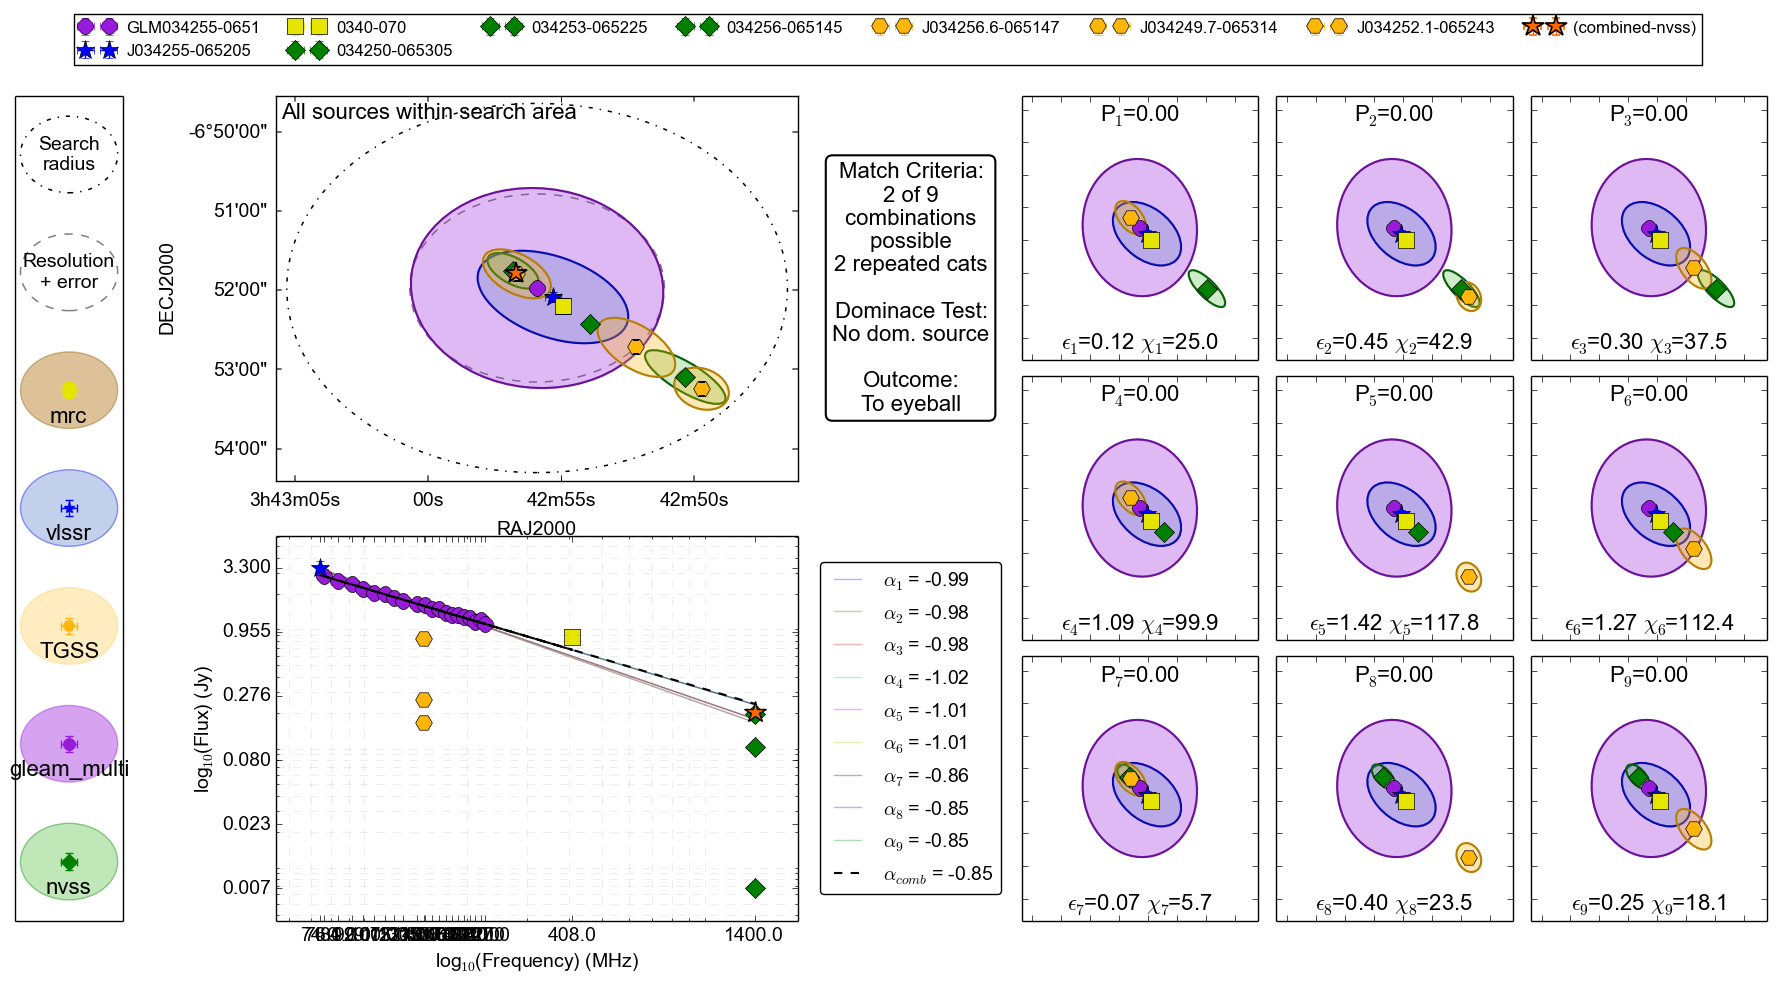 GLM034255-0651
0340-070
034253-065225
034256-065145
J034256.6-065147
J034249.7-065314
J034252.1-065243
(combined-nvss)
J034255-065205
034250-065305
Search
radius
Resolution
+ error
mrc
vlssr
TGSS
gleam_multi
nvss
All sources within search area
-6°50'00"
51'00"
52'00"
53'00"
54'00"
DECJ2000
3h43m05s
00s
42m55s
42m50s
RAJ2000
Match Criteria:
2 of 9
combinations
possible
2 repeated cats
Dominace Test:
No dom. source
Outcome:
To eyeball
3.300
0.955
0.276
0.080
0.023
0.007
log10(Flux) (Jy)
408.0
1400.0
log10(Frequency) (MHz)
α1 = -0.99
α2 = -0.98
α3 = -0.98
α4 = -1.02
α5 = -1.01
α6 = -1.01
α7 = -0.86
α8 = -0.85
α9 = -0.85
αcomb = -0.85
P1=0.00
ϵ1=0.12 χ1=25.0
P2=0.00
ϵ2=0.45 χ2=42.9
P3=0.00
ϵ3=0.30 χ3=37.5
P4=0.00
ϵ4=1.09 χ4=99.9
P5=0.00
ϵ5=1.42 χ5=117.8
P6=0.00
ϵ6=1.27 χ6=112.4
P7=0.00
ϵ7=0.07 χ7=5.7
P8=0.00
ϵ8=0.40 χ8=23.5
P9=0.00
ϵ9=0.25 χ9=18.1